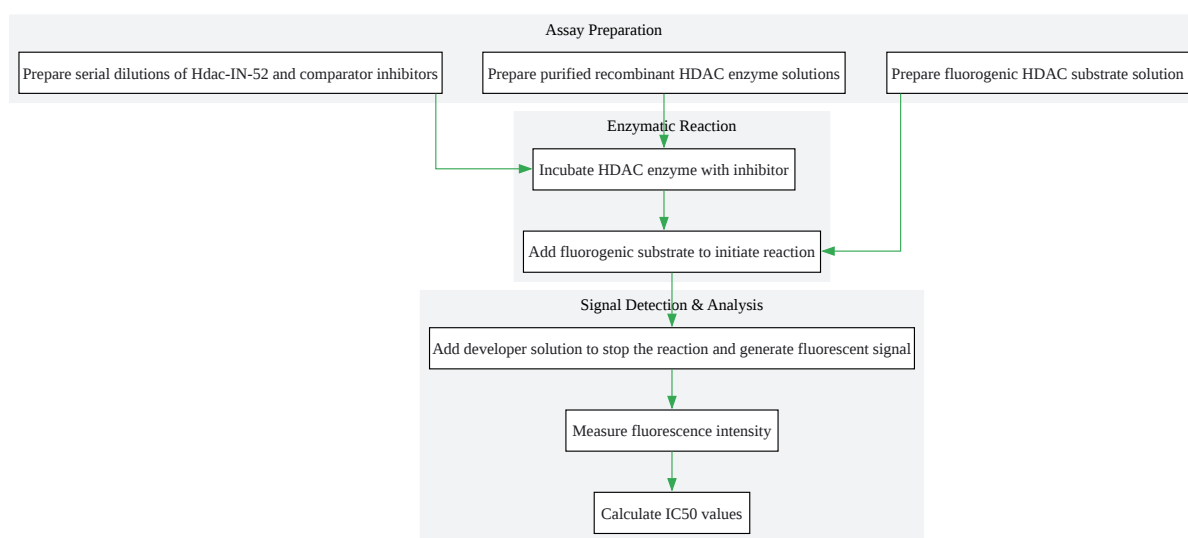 Assay Preparation
Prepare serial dilutions of Hdac-IN-52 and comparator inhibitors
Prepare purified recombinant HDAC enzyme solutions
Prepare fluorogenic HDAC substrate solution
Enzymatic Reaction
Incubate HDAC enzyme with inhibitor
Add fluorogenic substrate to initiate reaction
Signal Detection & Analysis
Add developer solution to stop the reaction and generate fluorescent signal
Measure fluorescence intensity
Calculate IC50 values